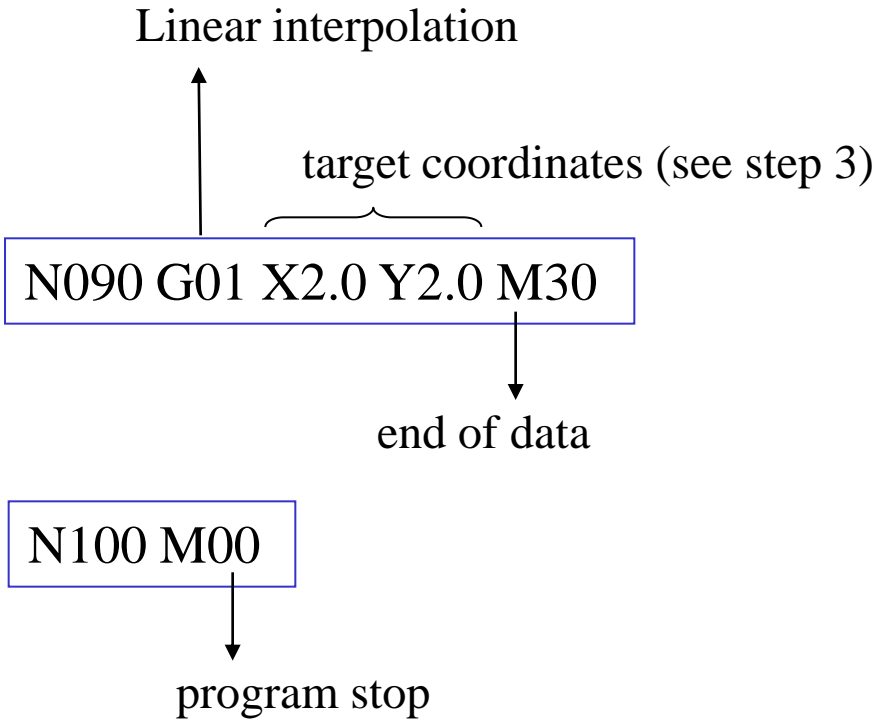 Linear interpolation
target coordinates (see step 3)
N090 G01 X2.0 Y2.0 M30
end of data
N100 M00
program stop